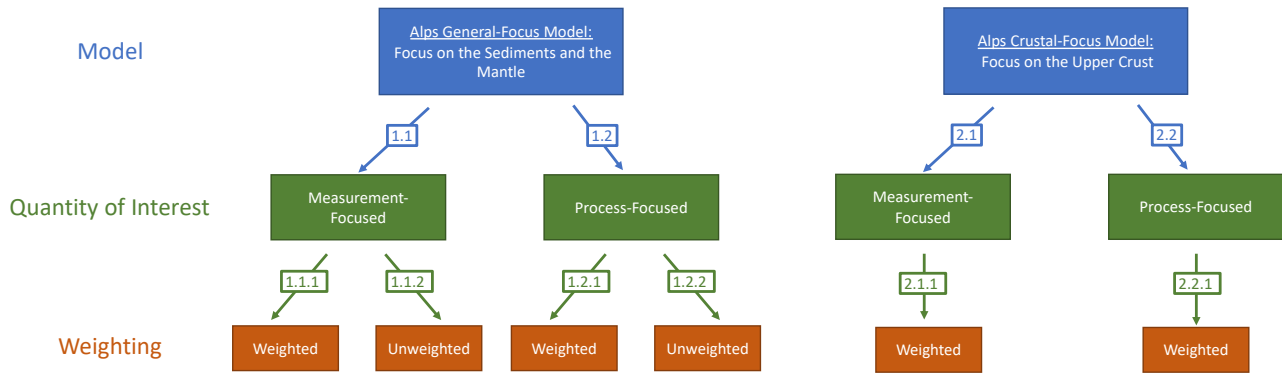 Model
Alps General-Focus Model:
Focus on the Sediments and the
Mantle
Alps Crustal-Focus Model:
Focus on the Upper Crust
1.1
1.2
2.1
2.2
Quantity of Interest
Measurement-
Focused
Process-Focused
Measurement-
Focused
Process-Focused
1.1.1
1.1.2
1.2.1
1.2.2
2.1.1
2.2.1
Weighting
Weighted
Unweighted
Weighted
Unweighted
Weighted
Weighted